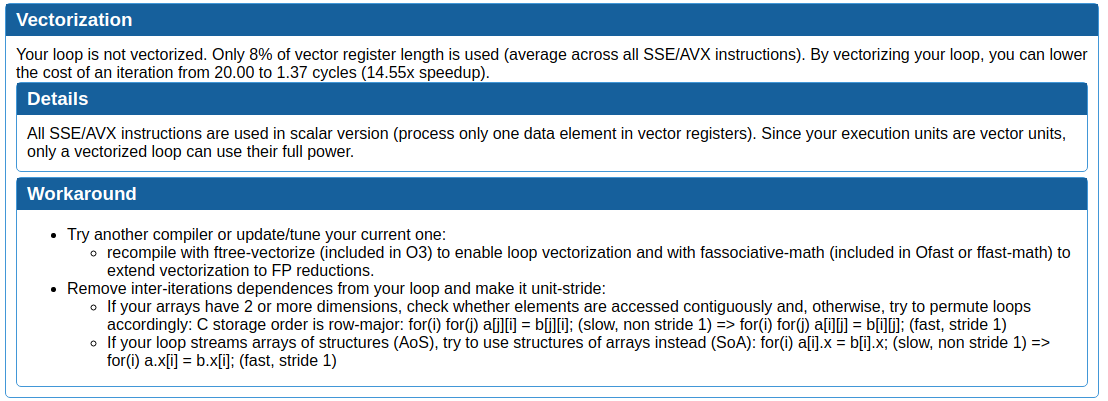 Vectorization
Your loop is not vectorized. Only 8% of vector register length is used (average across all SSE/AVX instructions). By vectorizing your loop, you can lower
the cost of an iteration from 20.00 to 1.37 cycles (14.55x speedup).
Details
All SSE/AVX instructions are used in scalar version (process only one data element in vector registers). Since your execution units are vector units,
only a vectorized loop can use their full power.
Workaround
• Try another compiler or update/tune your current one:
◦ recompile with ftree-vectorize (included in O3) to enable loop vectorization and with fassociative-math (included in Ofast or ffast-math) to
extend vectorization to FP reductions.
• Remove inter-iterations dependences from your loop and make it unit-stride:
◦ If your arrays have 2 or more dimensions, check whether elements are accessed contiguously and, otherwise, try to permute loops
accordingly: C storage order is row-major: for(i) for(j) a[j][i] = b[j][i]; (slow, non stride 1) => for(i) for(j) a[i][j] = b[i][j]; (fast, stride 1)
◦ If your loop streams arrays of structures (AoS), try to use structures of arrays instead (SoA): for(i) a[i].x = b[i].x; (slow, non stride 1) =>
for(i) a.x[i] = b.x[i]; (fast, stride 1)